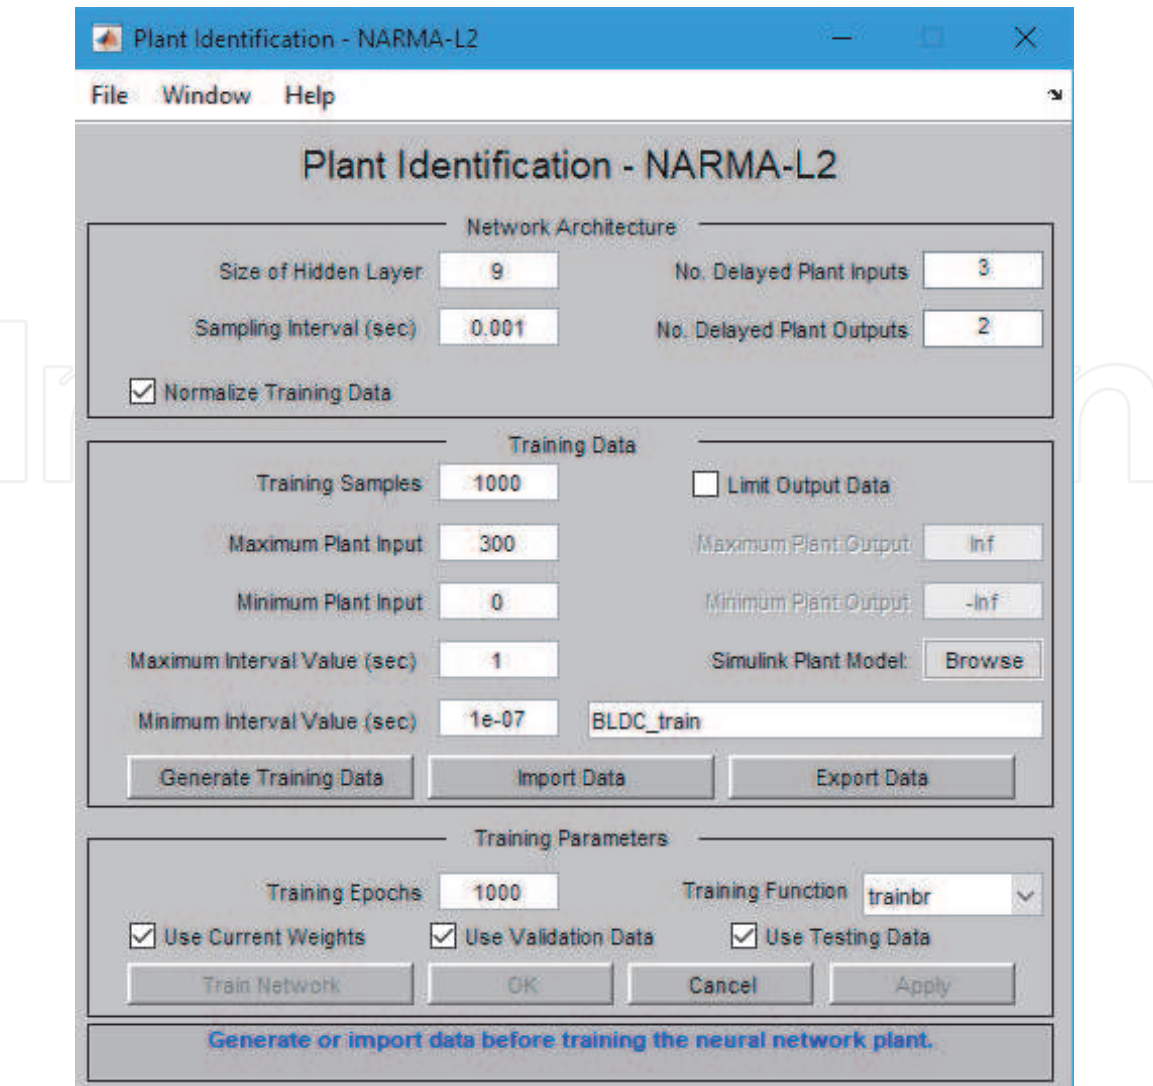 Plant Identification - NARMA-L2
File Window Help
Plant Identification - NARMA-L2
Network Architecture
Size of Hidden Layer 9 No. Delayed Plant Inputs 3
Sampling Interval (sec) 0.001 No. Delayed Plant Outputs 2
Normalize Training Data
Training Data
Training Samples 1000 Limit Output Data
Maximum Plant Input 300 Maximum Plant Output Inf
Minimum Plant Input 0 Minimum Plant Output -Inf
Maximum Interval Value (sec) 1 Simulink Plant Model: Browse
Minimum Interval Value (sec) 1e-07 BLDC_train
Generate Training Data Import Data Export Data
Training Parameters
Training Epochs 1000 Training Function trainbr
Use Current Weights Use Validation Data Use Testing Data
Train Network OK Cancel Apply
Generate or import data before training the neural network plant.